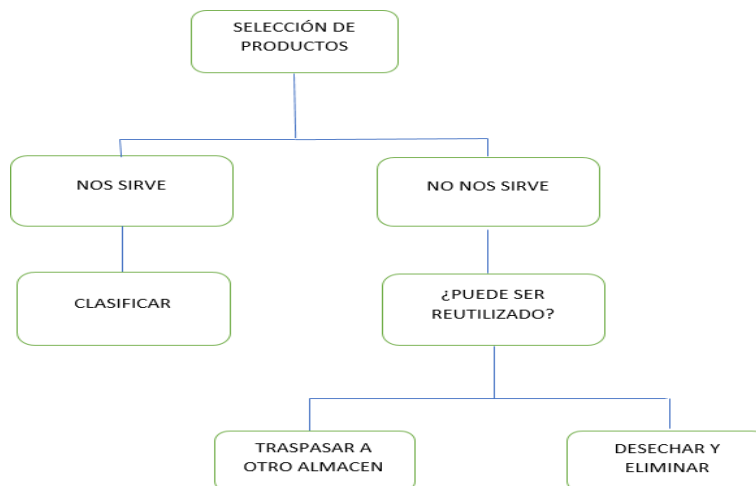 SELECCIÓN DE
PRODUCTOS
NOS SIRVE
NO NOS SIRVE
CLASIFICAR
¿PUEDE SER
REUTILIZADO?
TRASPASAR A
OTRO ALMACEN
DESECHAR Y
ELIMINAR